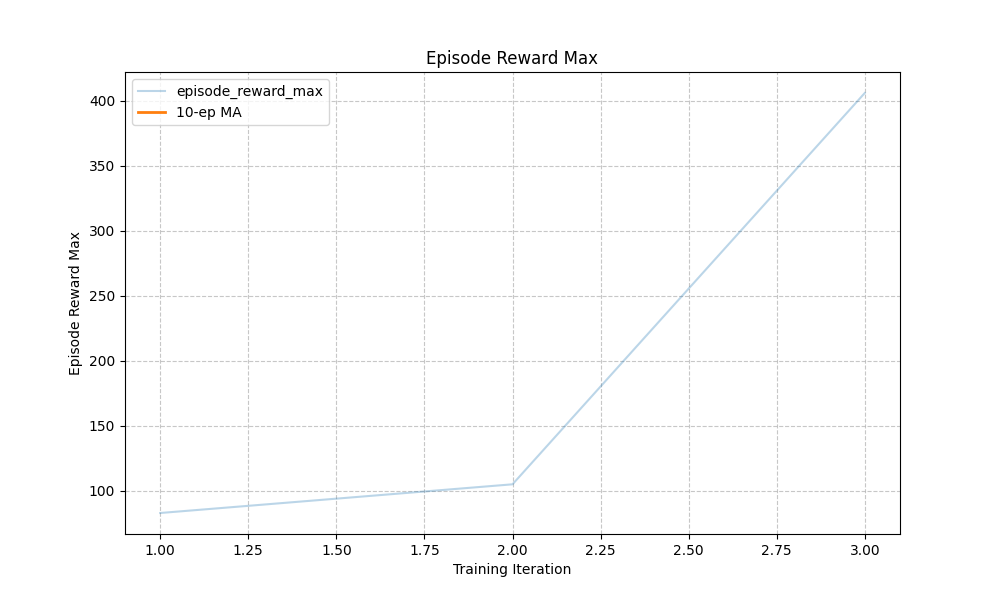 Episode Reward Max
episode_reward_max
10-ep MA
Episode Reward Max
400
350
300
250
200
150
100
1.00 1.25 1.50 1.75 2.00 2.25 2.50 2.75 3.00
Training Iteration